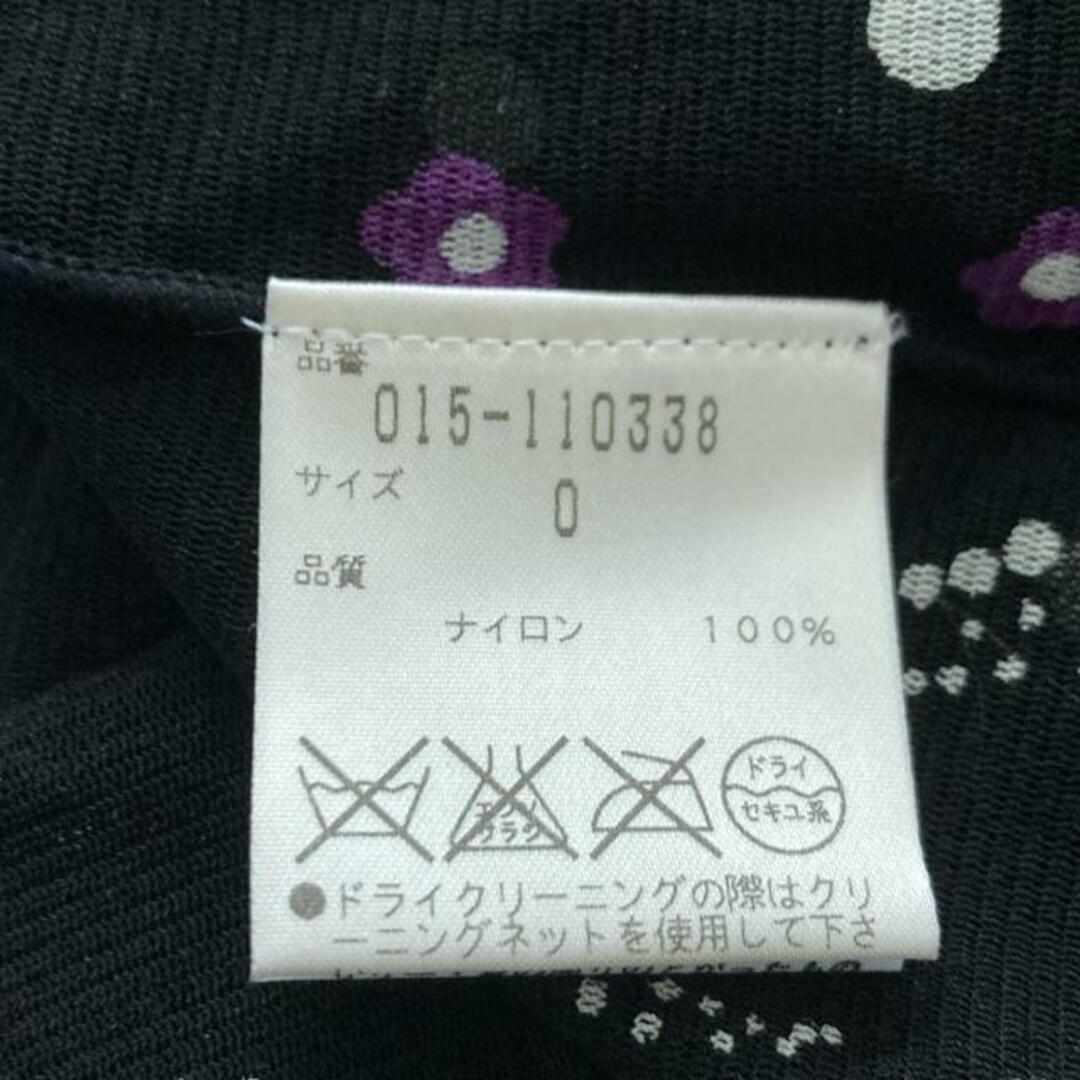 品番
015-110338
サイズ 0
品質
ナイロン 100%
エンソ
サラシ
ドライ
セキユ系
●ドライクリーニングの際はクリ
ーニングネットを使用して下さ